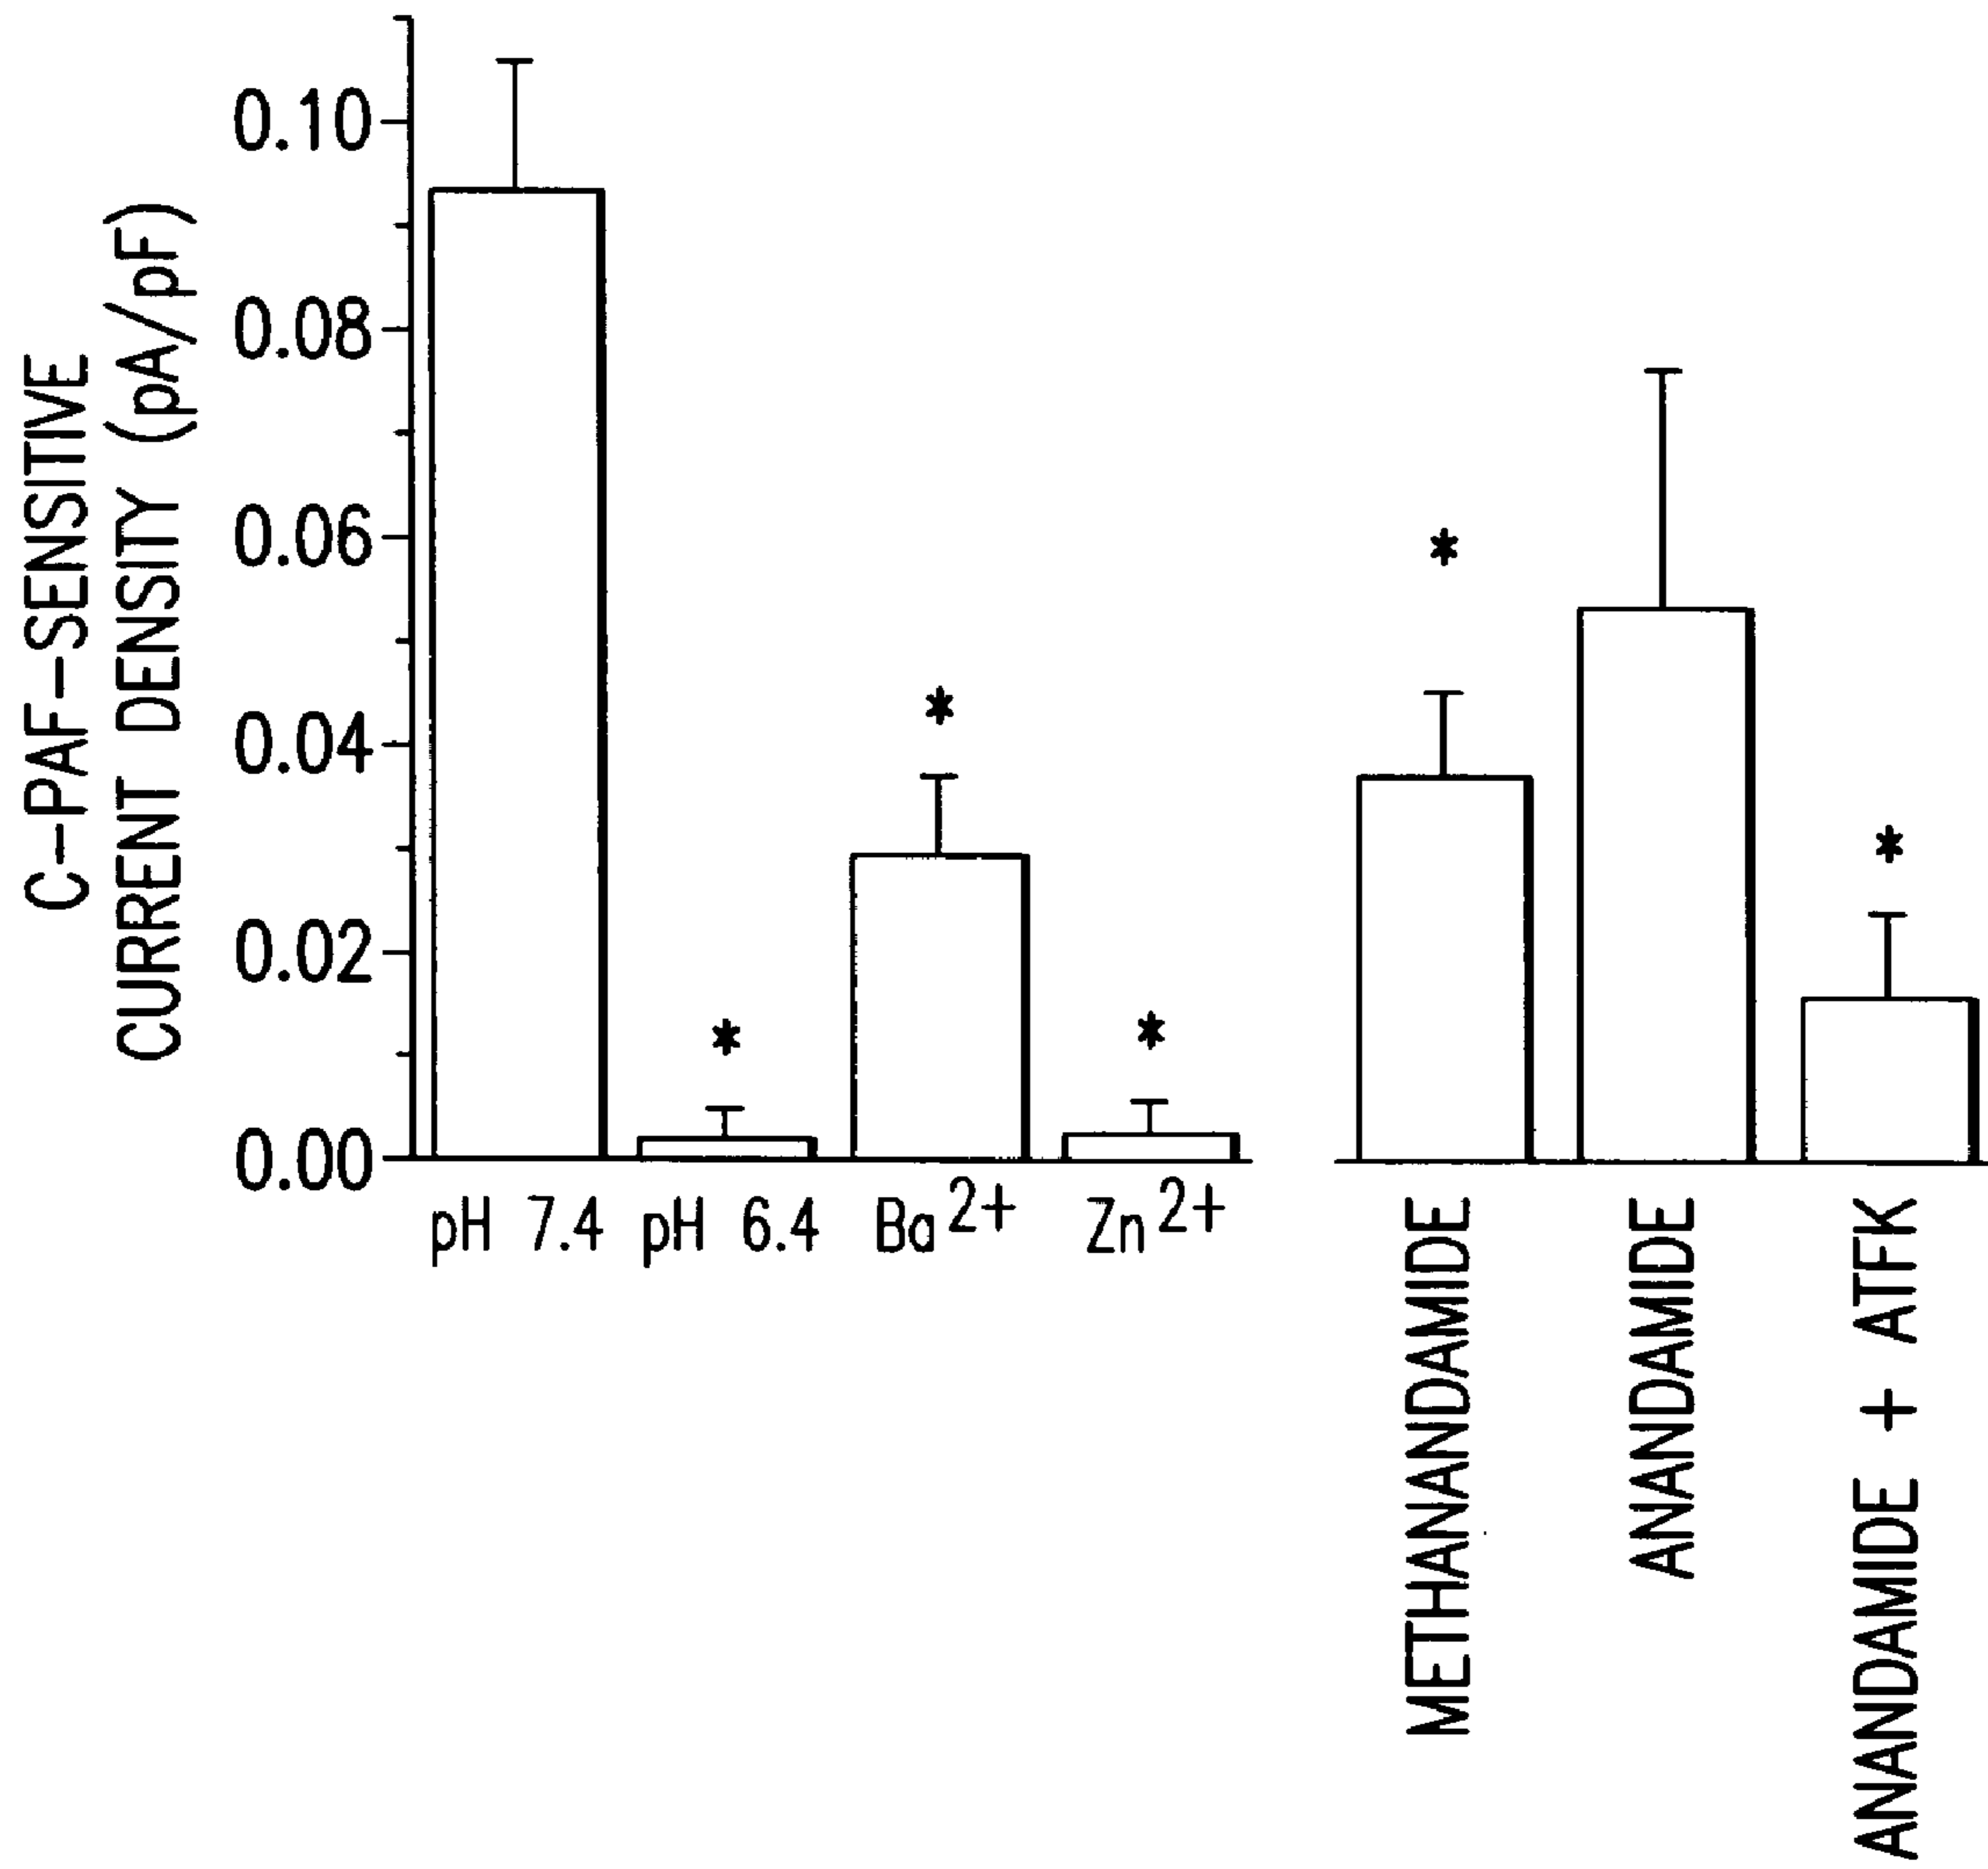 C-PAF-SENSITIVE
CURRENT DENSITY (pA/pF)
0.10
0.08
0.06
0.04
0.02
0.00
*
*
*
*
*
pH 7.4 pH 6.4 Ba2+ Zn2+
METHANANDAMIDE
ANANDAMIDE
ANANDAMIDE + ATFK